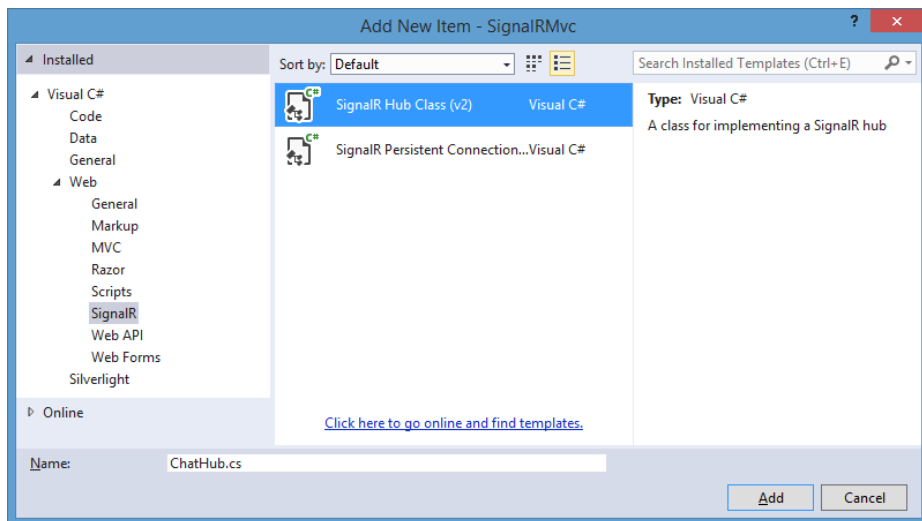 Add New Item - SignalRMvc
? ×
Installed
Sort by: Default
Search Installed Templates (Ctrl+E)
Visual C#
Code
Data
General
Web
General
Markup
MVC
Razor
Scripts
SignalR
Web API
Web Forms
Silverlight
Online
C# SignalR Hub Class (v2) Visual C#
C# SignalR Persistent Connection...Visual C#
Click here to go online and find templates.
Type: Visual C#
A class for implementing a SignalR hub
Name: ChatHub.cs
Add Cancel